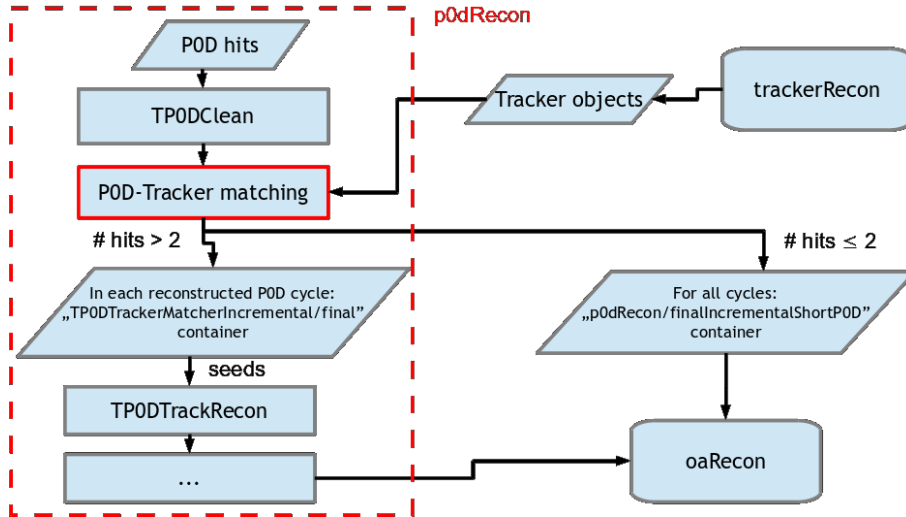 p0dRecon
P0D hits
Tracker objects
trackerRecon
TP0DClean
P0D-Tracker matching
# hits > 2
# hits ≤ 2
In each reconstructed P0D cycle:
„TP0DTrackerMatcherIncremental/final”
container
For all cycles:
„p0dRecon/finalIncrementalShortP0D”
container
seeds
TP0DTrackRecon
oaRecon
...